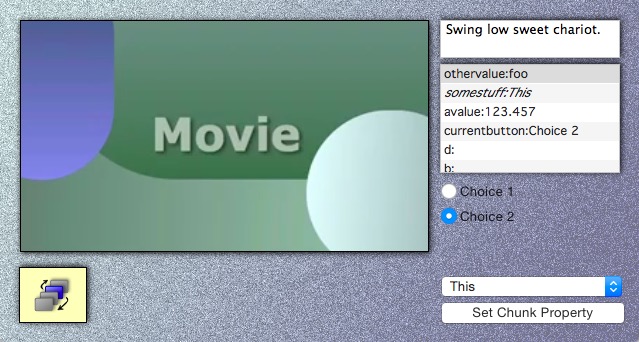 Movie
Swing low sweet chariot.
othervalue:foo
somestuff:This
avalue:123.457
currentbutton:Choice 2
d:
b:
Choice 1
Choice 2
This
Set Chunk Property